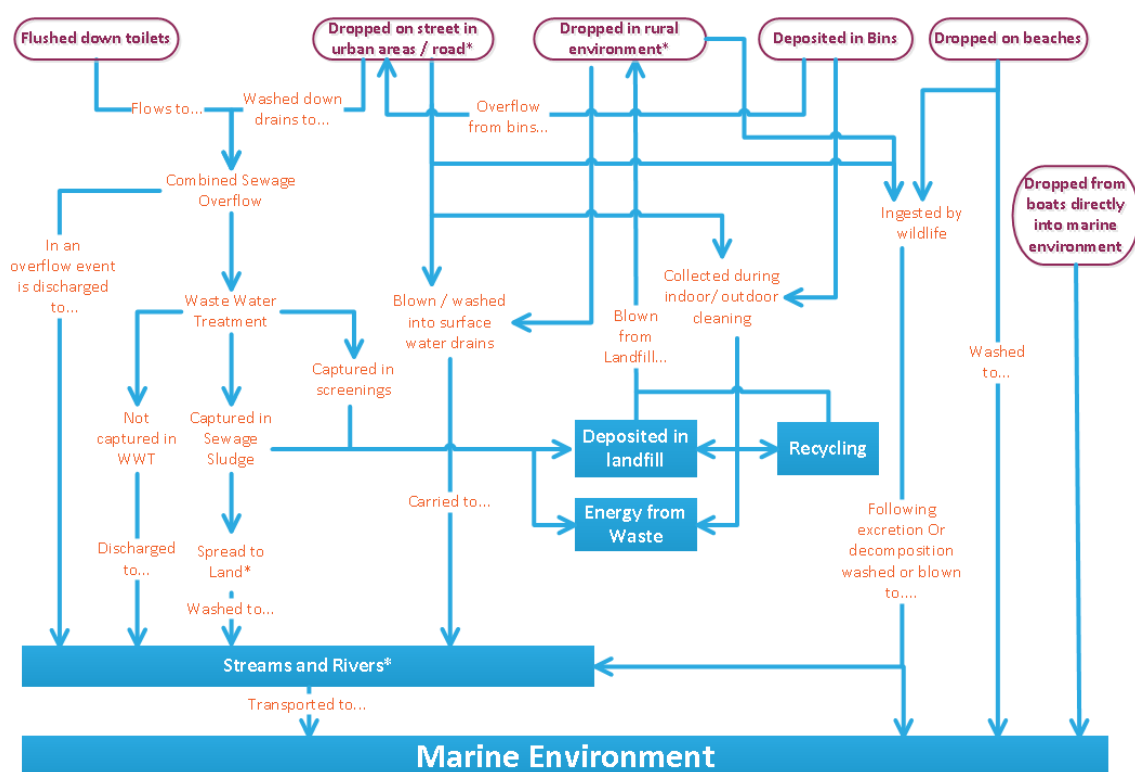 Flushed down toilets
Dropped on street in
urban areas / road*
Dropped in rural
environment*
Deposited in Bins
Dropped on beaches
Flows to...
Washed down
drains to...
Overflow
from bins...
Combined Sewage
Overflow
Dropped from
boats directly
into marine
environment
Ingested by
wildlife
In an
overflow event
is discharged
to...
Waste Water
Treatment
Blown / washed
into surface
water drains
Blown
from
Landfill...
Collected during
indoor/ outdoor
cleaning
Washed
to...
Captured in
screenings
Not
captured in
WWT
Captured in
Sewage
Sludge
Deposited in
landfill
Recycling
Carried to...
Energy from
Waste
Following
excretion Or
decomposition
washed or blown
to....
Discharged
to...
Spread to
Land*
Washed to...
Streams and Rivers*
Transported to...
Marine Environment